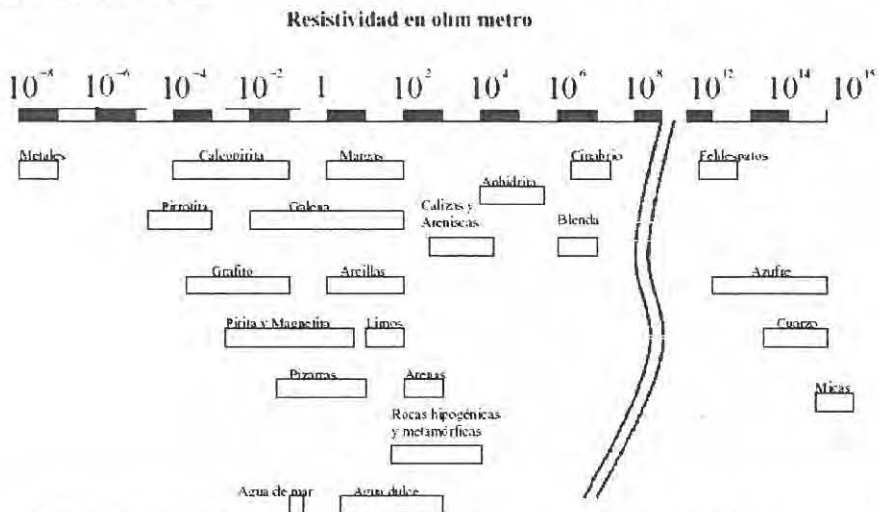 Resistividad en ohm metro
10⁻⁸ 10⁻⁶ 10⁻⁴ 10⁻² 1 10² 10⁴ 10⁶ 10⁸ 10¹² 10¹⁴ 10¹⁵
Metales Calcopirita Margas Cinabrio Feldespatos
Anhidrita
Pirrotita Galena Calizas y
Areniscas Blenda
Grafito Arcillas Azufre
Pirita y Magnetita Limos Cuarzo
Pizarras Arenas Micas
Rocas hipogénicas
y metamórficas
Agua de mar Agua dulce